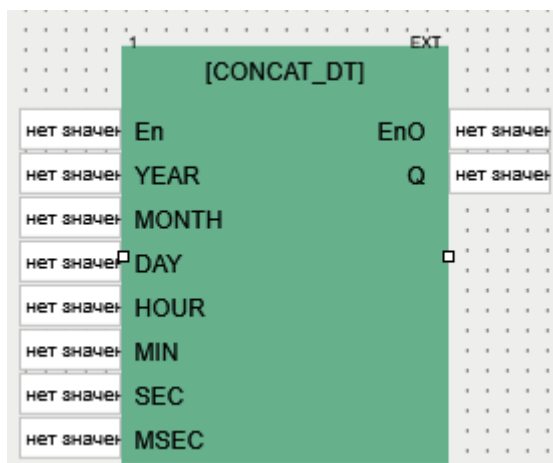 1 EXT
[CONCAT_DT]
нет значен En EnO нет значен
нет значен YEAR Q нет значен
нет значен MONTH
нет значен DAY
нет значен HOUR
нет значен MIN
нет значен SEC
нет значен MSEC